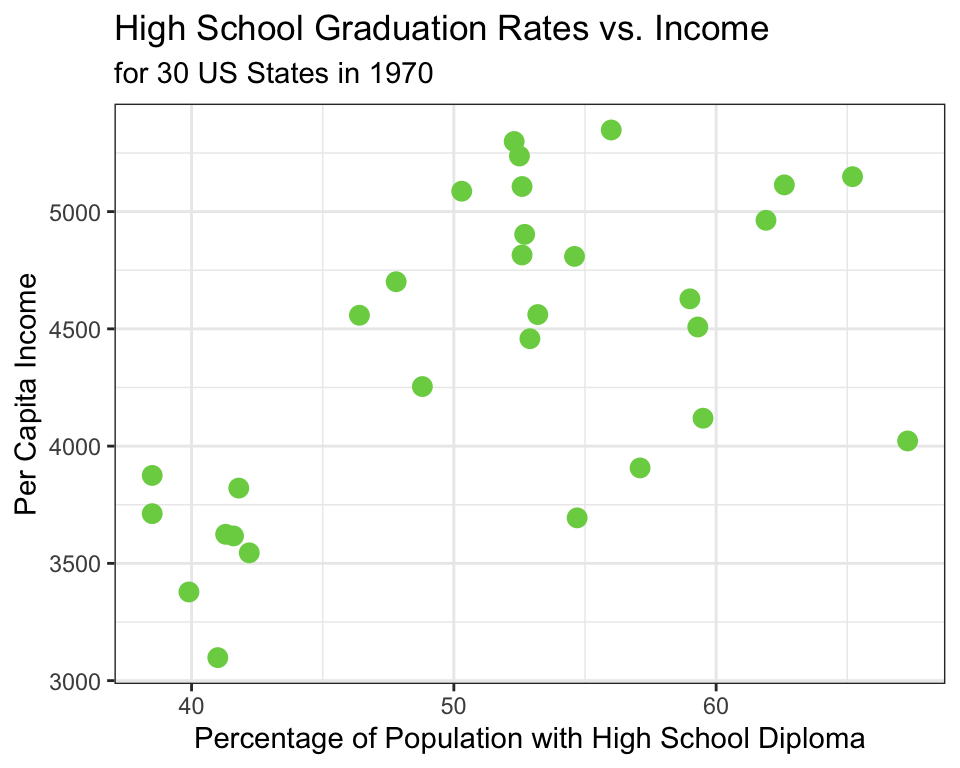 High School Graduation Rates vs. Income
for 30 US States in 1970
Per Capita Income
5000
4500
4000
3500
3000
40 50 60
Percentage of Population with High School Diploma